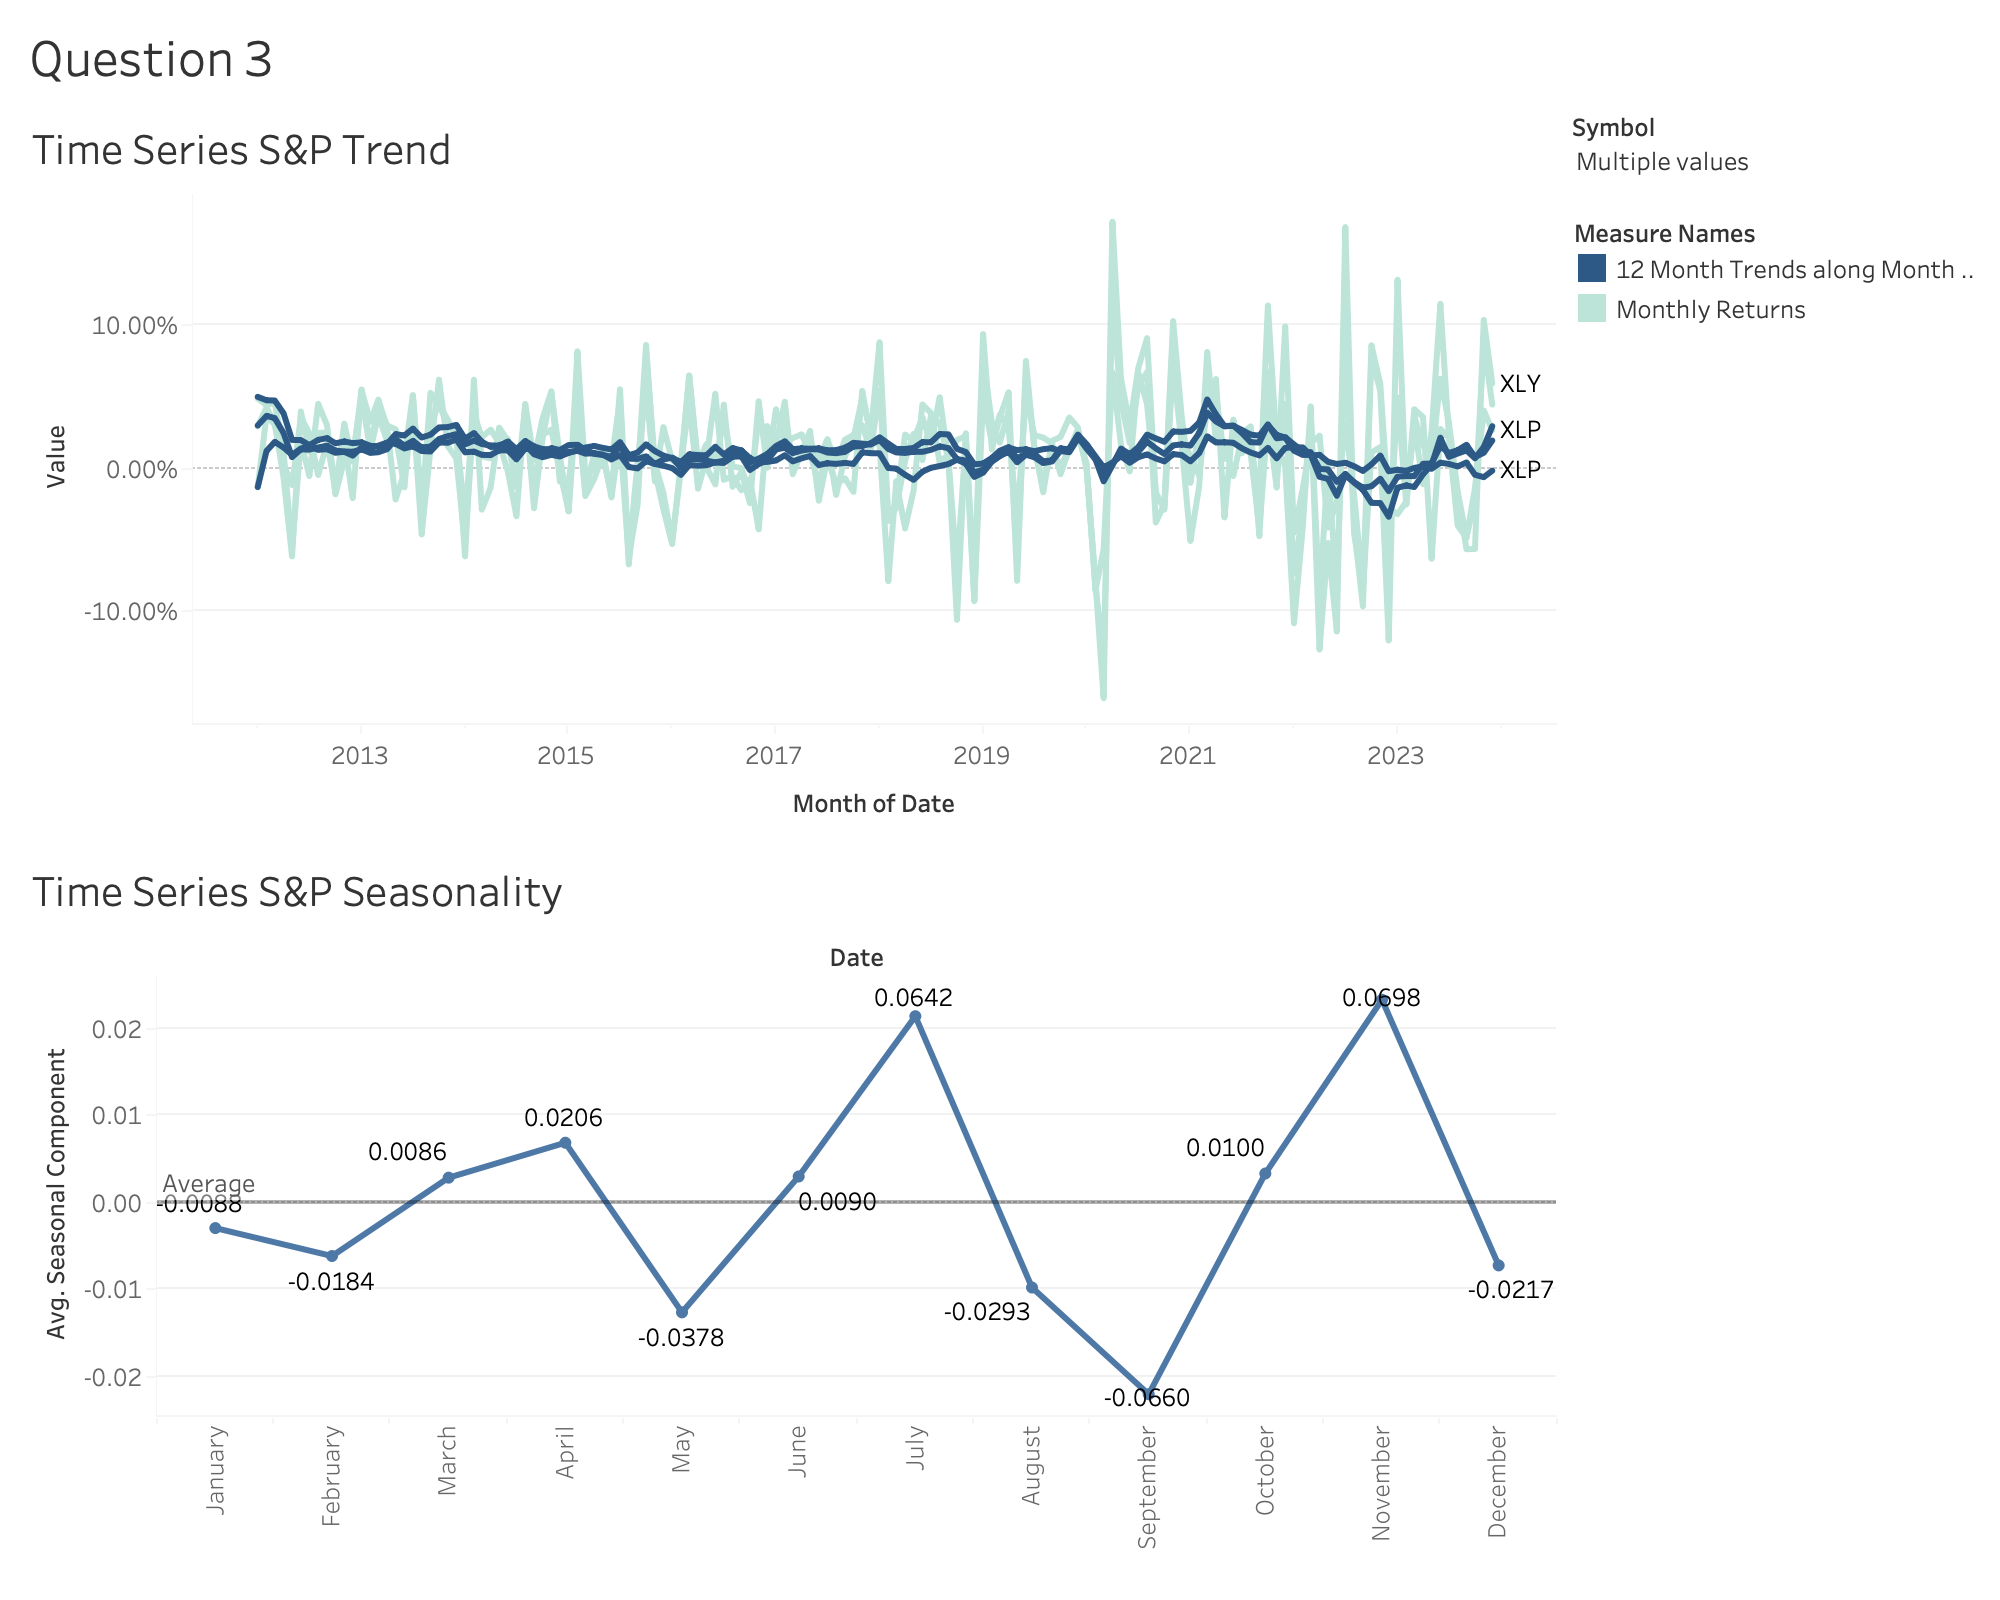 Question 3
Time Series S&P Trend
Symbol
Multiple values
Measure Names
12 Month Trends along Month ..
Monthly Returns
Value
10.00%
0.00%
-10.00%
XLY
XLP
XLP
2013
2015
2017
2019
2021
2023
Month of Date
Time Series S&P Seasonality
Date
Avg. Seasonal Component
0.02
0.01
0.00
-0.01
-0.02
Average
-0.0088
-0.0184
0.0086
0.0206
-0.0378
0.0090
0.0642
-0.0293
-0.0660
0.0100
0.0698
-0.0217
January
February
March
April
May
June
July
August
September
October
November
December